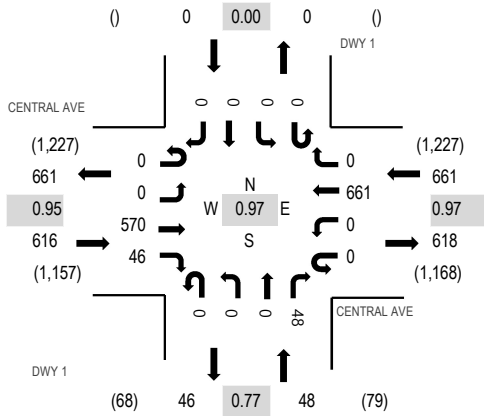 () 0 0.00 0 ()
DWY 1
CENTRAL AVE
0 0 0 0
(1,227) (1,227)
0 0
661 661
0 N 661
0.95 W 0.97 E 0.97
570 0
616 S 618
46 0
(1,157) (1,168)
0 0 0 48
CENTRAL AVE
DWY 1
(68) 46 0.77 48 (79)